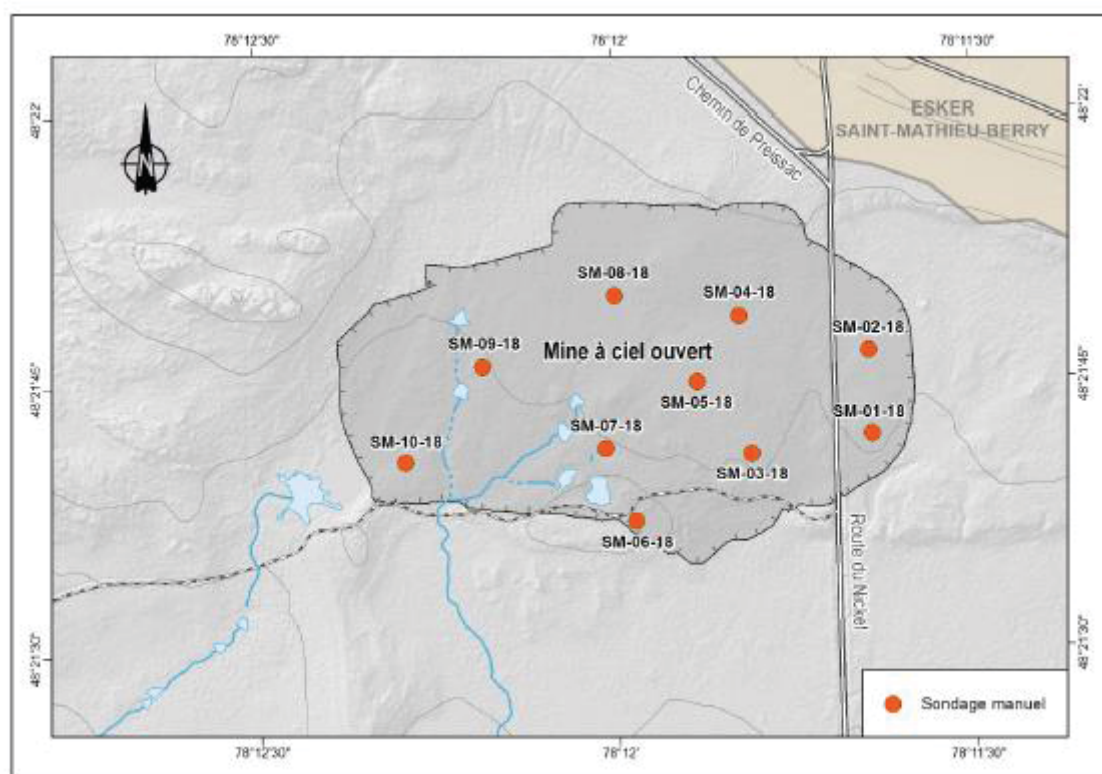 78°12'30"
78°12'
78°11'30"
48°22'
48°22'
ESKER
SAINT-MATHIEU-BERRY
Chemin de Preissac
N
SM-08-18
SM-04-18
SM-02-18
SM-09-18
Mine à ciel ouvert
48°21'45"
48°21'45"
SM-05-18
SM-01-18
SM-07-18
SM-10-18
SM-03-18
SM-06-18
Route du Nickel
48°21'30"
48°21'30"
Sondage manuel
78°12'30"
78°12'
78°11'30"